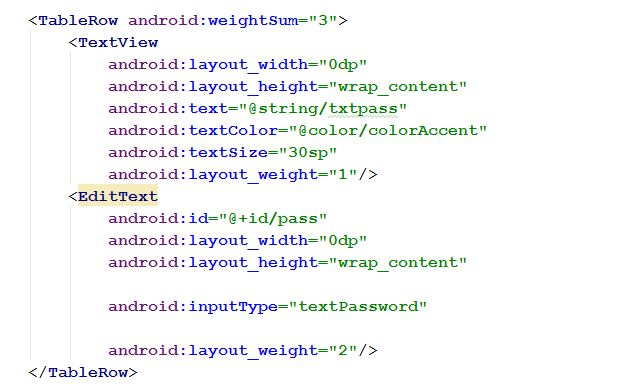 <TableRow android:weightSum="3">
<TextView
android:layout_width="0dp"
android:layout_height="wrap_content"
android:text="@string/txtpass"
android:textColor="@color/colorAccent"
android:textSize="30sp"
android:layout_weight="1"/>
<EditText
android:id="@+id/pass"
android:layout_width="0dp"
android:layout_height="wrap_content"
android:inputType="textPassword"
android:layout_weight="2"/>
</TableRow>